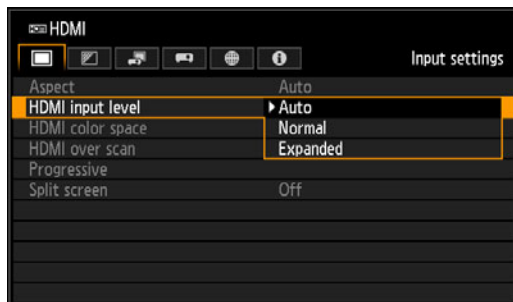 HDMI
Input settings
Aspect Auto
HDMI input level Auto
HDMI color space Normal
HDMI over scan Expanded
Progressive
Split screen Off